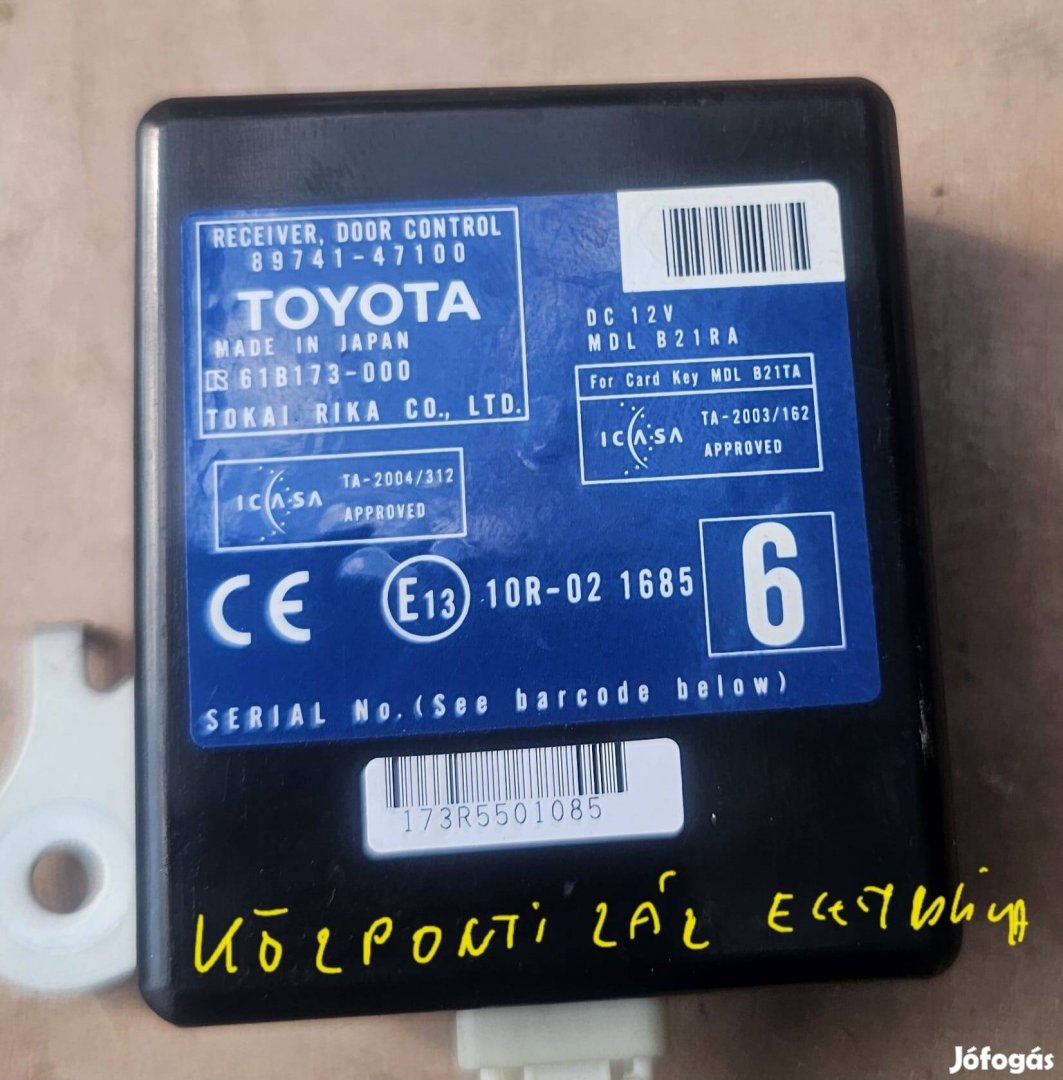 RECEIVER, DOOR CONTROL
89741-47100
TOYOTA
MADE IN JAPAN
61B173-000
TOKAI RIKA CO., LTD.
DC 12V
MDL B21RA
For Card Key MDL B21TA
ICASA TA-2003/162
APPROVED
ICASA TA-2004/312
APPROVED
CE E13 10R-02 1685 6
SERIAL No.(See barcode below)
173R5501085
KÖZPONTI ZÁR
Jófogás